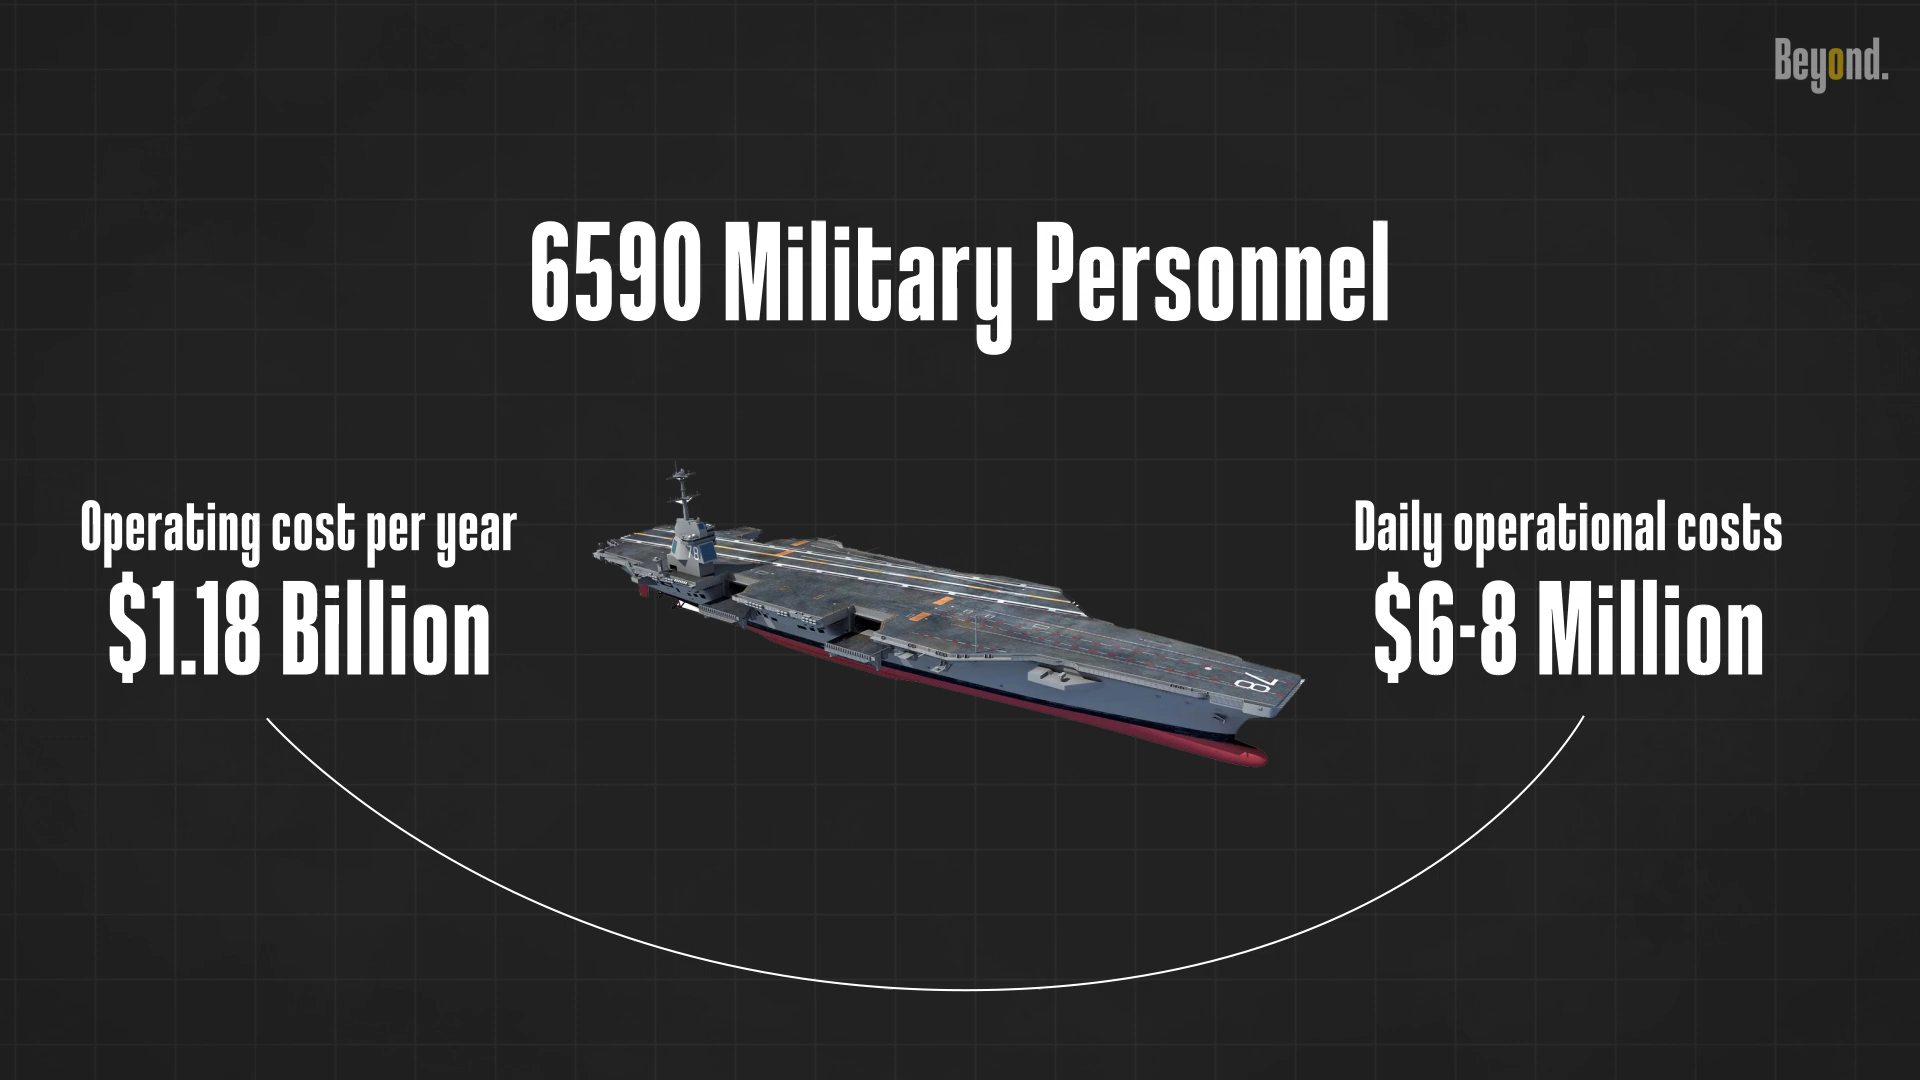 Beyond.
6590 Military Personnel
Operating cost per year
$1.18 Billion
Daily operational costs
$6-8 Million
78
78